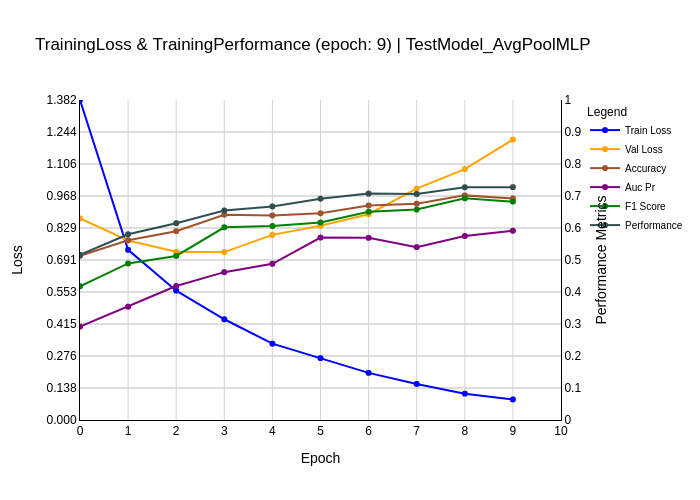 TrainingLoss & TrainingPerformance (epoch: 9) | TestModel_AvgPoolMLP
1.382
1.244
1.106
0.968
0.829
0.691
0.553
0.415
0.276
0.138
0.000
Loss
0 1 2 3 4 5 6 7 8 9 10
Epoch
1
0.9
0.8
0.7
0.6
0.5
0.4
0.3
0.2
0.1
0
Performance Metrics
Legend
Train Loss
Val Loss
Accuracy
Auc Pr
F1 Score
Performance